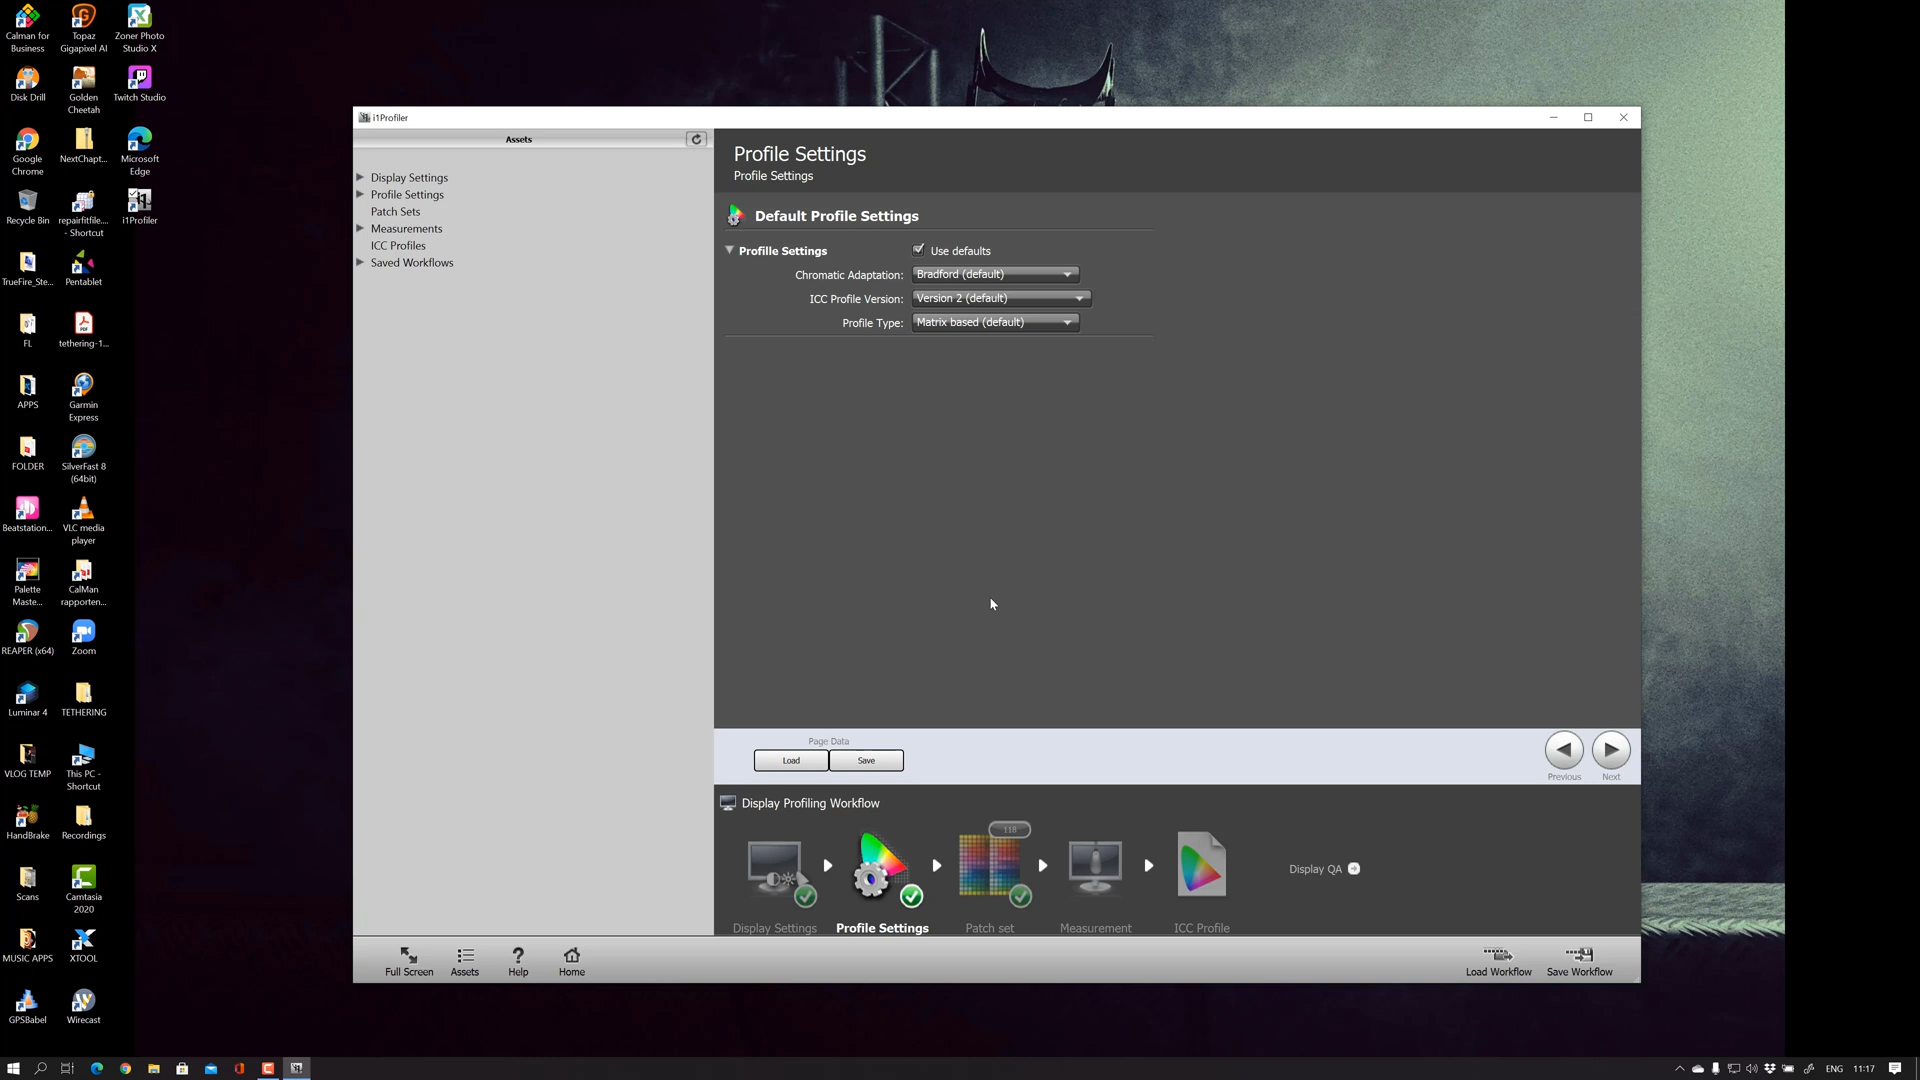 Calman for Business
Topaz Gigapixel AI
Zoner Photo Studio X
Disk Drill
Golden Cheetah
Twitch Studio
Google Chrome
NextChapt...
Microsoft Edge
Recycle Bin
repairfitfile.... - Shortcut
i1Profiler
TrueFire_Ste...
Pentablet
FL
tethering-1...
APPS
Garmin Express
FOLDER
SilverFast 8 (64bit)
Beatstation...
VLC media player
Palette Maste...
CalMan rapporten...
REAPER (x64)
Zoom
Luminar 4
TETHERING
VLOG TEMP
This PC - Shortcut
HandBrake
Recordings
Scans
Camtasia 2020
MUSIC APPS
XTOOL
GPSBabel
Wirecast
i1Profiler
Assets
Display Settings
Profile Settings
Patch Sets
Measurements
ICC Profiles
Saved Workflows
Profile Settings
Profile Settings
Default Profile Settings
Profille Settings
Use defaults
Chromatic Adaptation: Bradford (default)
ICC Profile Version: Version 2 (default)
Profile Type: Matrix based (default)
Page Data
Load
Save
Previous
Next
Display Profiling Workflow
118
Display QA
Display Settings
Profile Settings
Patch set
Measurement
ICC Profile
Full Screen
Assets
Help
Home
Load Workflow
Save Workflow
ENG
11:17